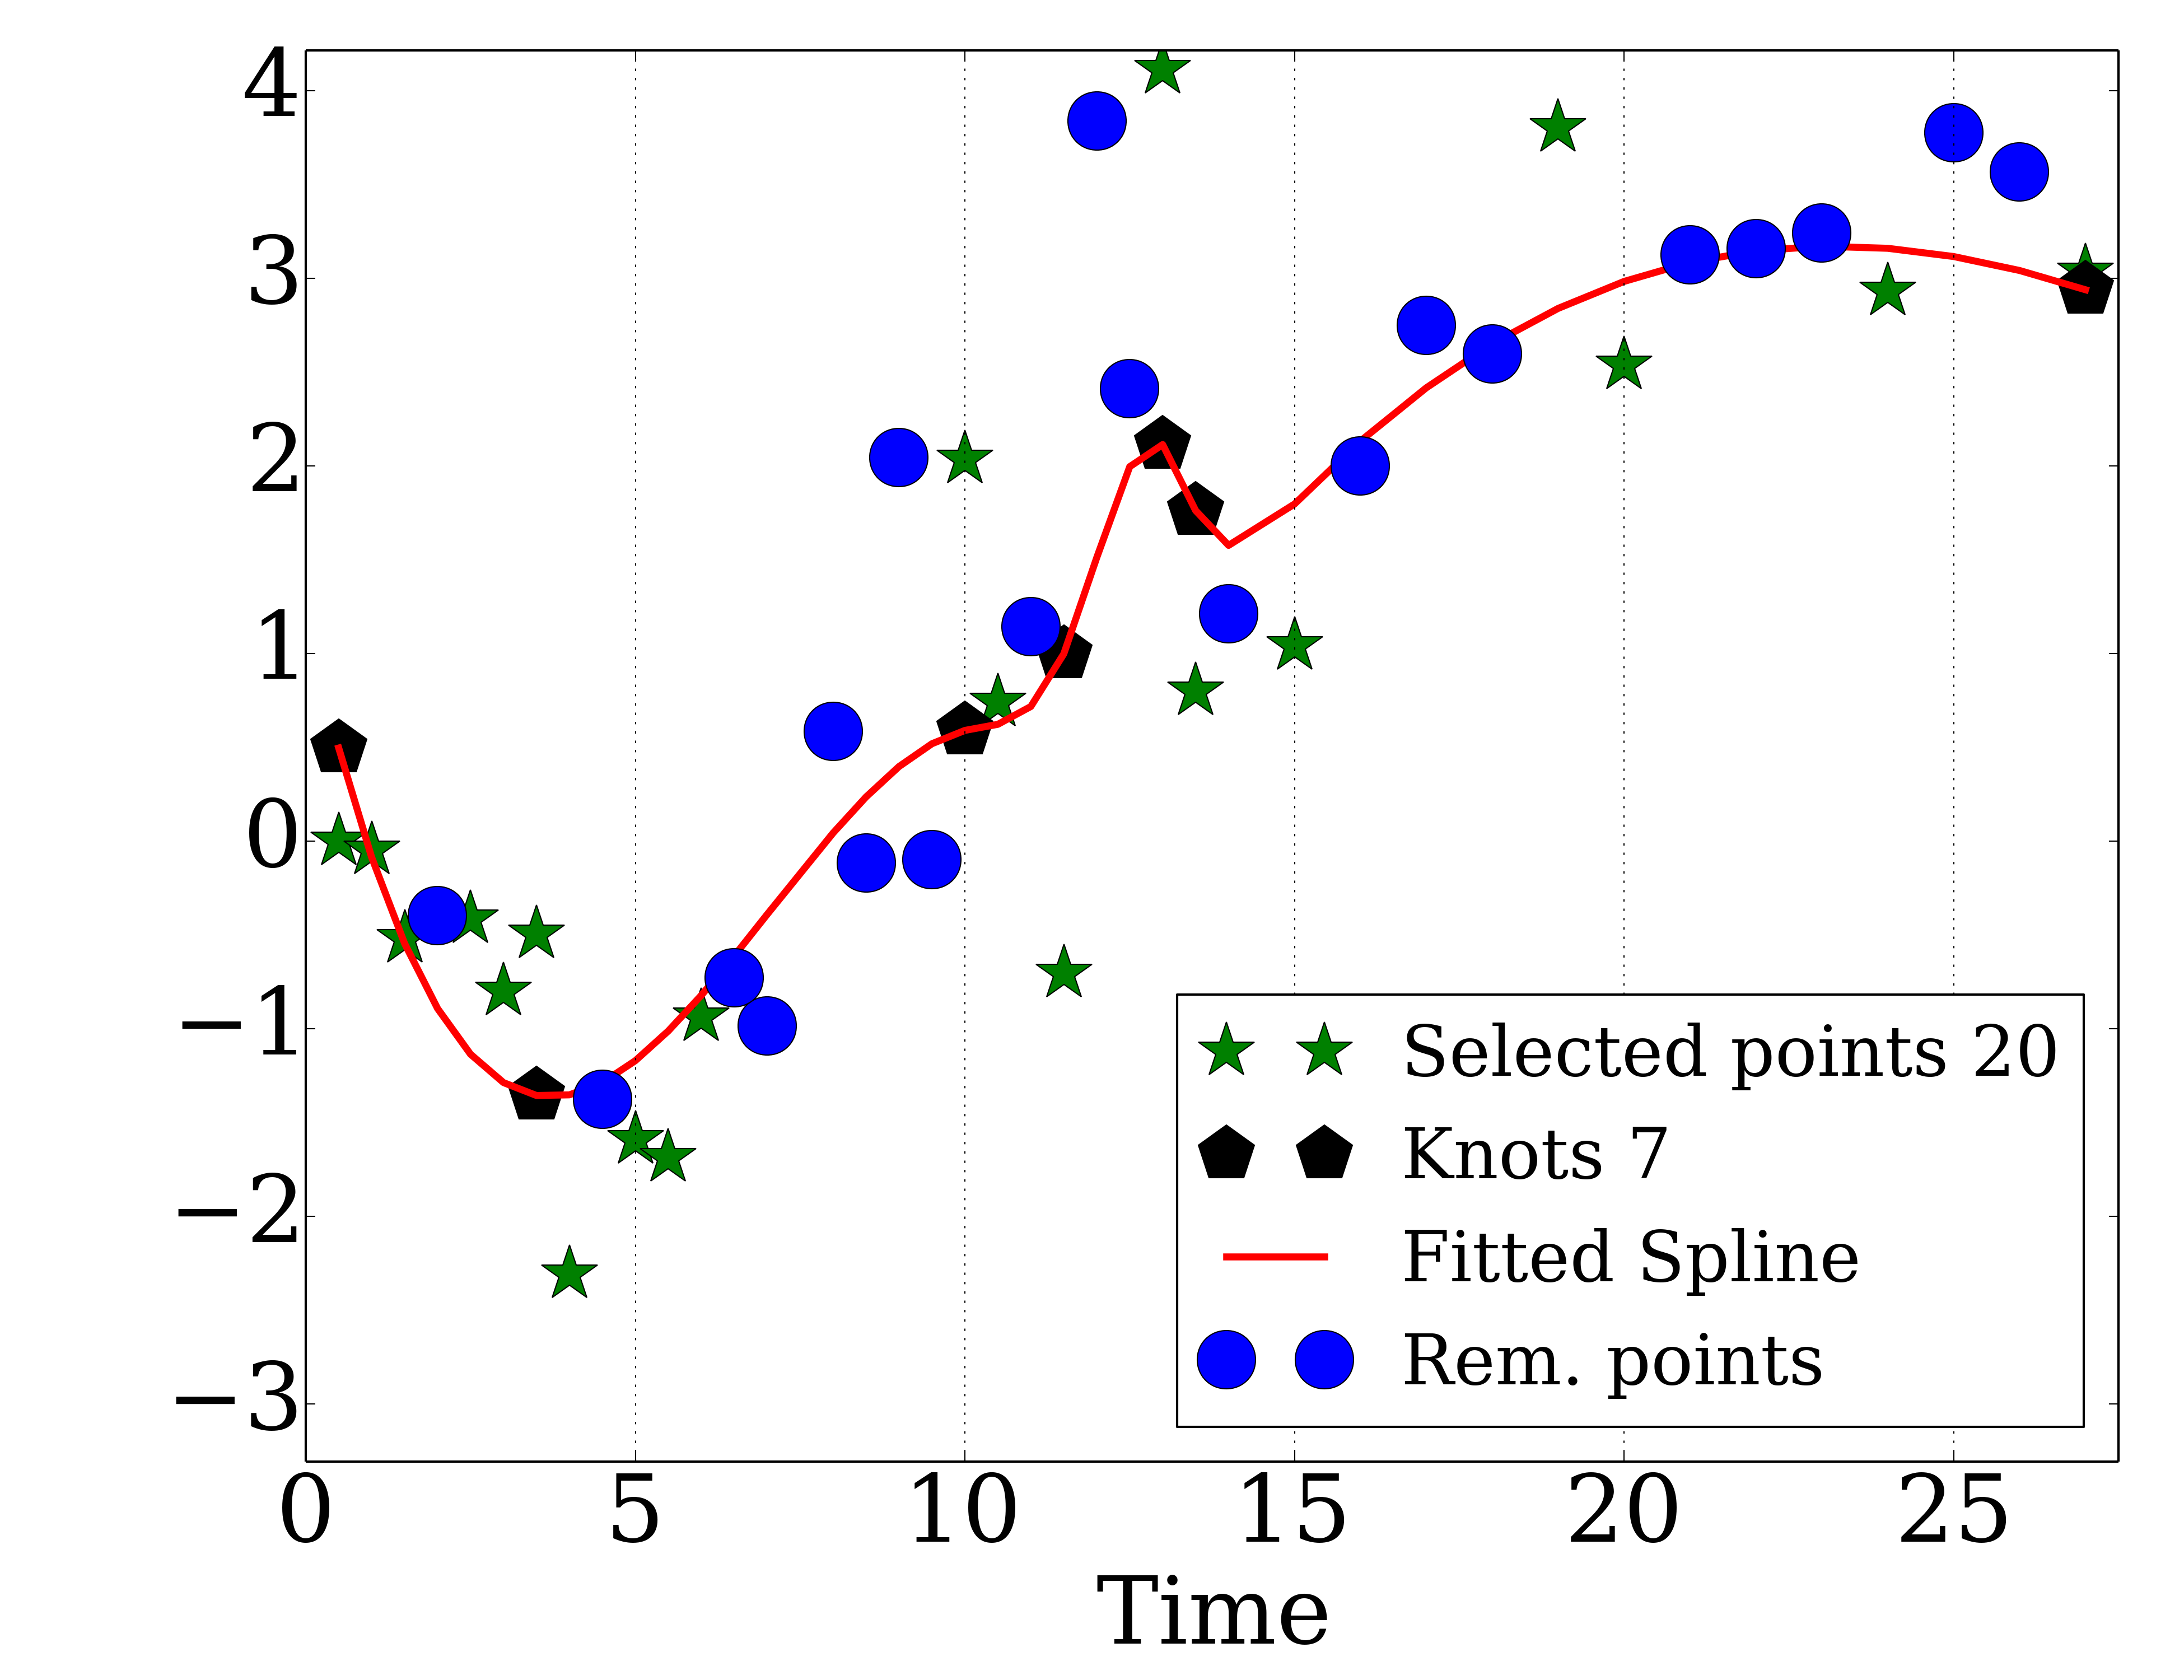 4
3
2
1
0
−1
−2
−3
Selected points 20
Knots 7
Fitted Spline
Rem. points
0 5 10 15 20 25
Time